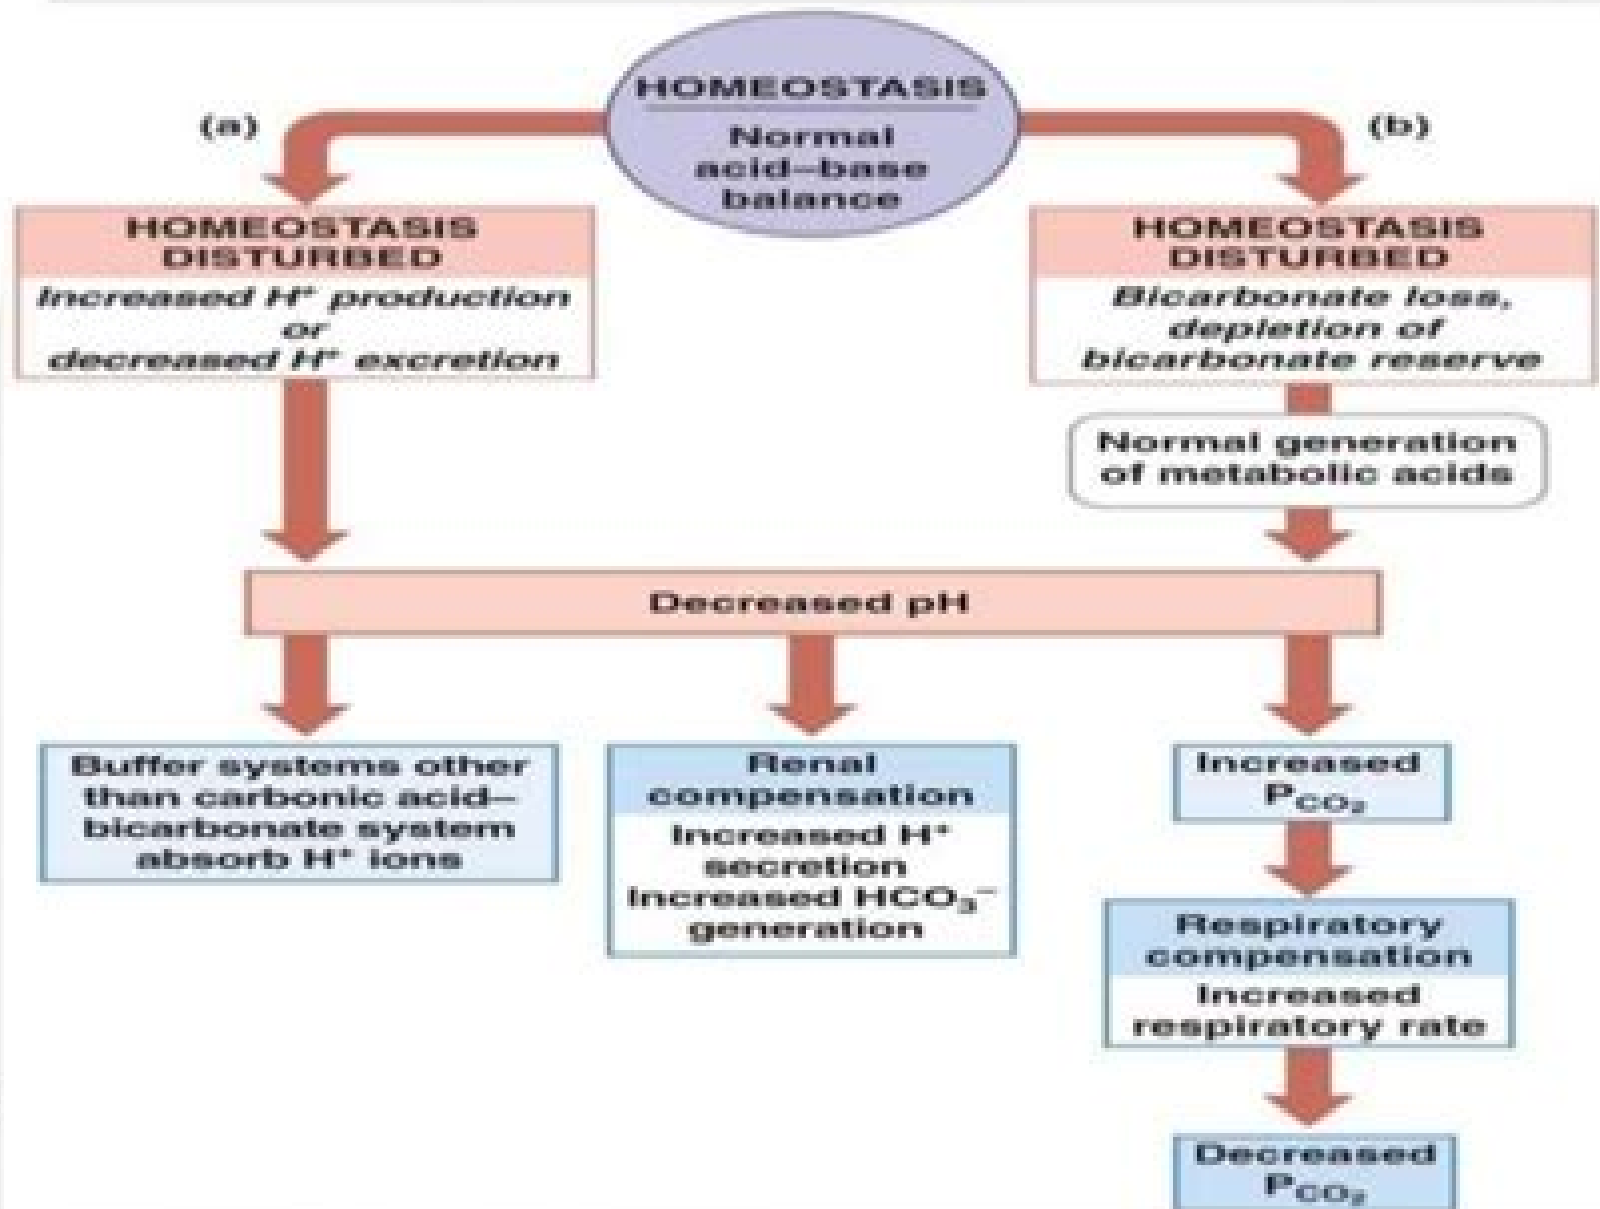 HOMEOSTASIS
Normal
acid–base
balance
(a)
(b)
HOMEOSTASIS
DISTURBED
Increased H⁺ production
or
decreased H⁺ excretion
HOMEOSTASIS
DISTURBED
Bicarbonate loss,
depletion of
bicarbonate reserve
Normal generation
of metabolic acids
Decreased pH
Buffer systems other
than carbonic acid–
bicarbonate system
absorb H⁺ ions
Renal
compensation
Increased H⁺
secretion
Increased HCO₃⁻
generation
Increased
PCO₂
Respiratory
compensation
Increased
respiratory rate
Decreased
PCO₂